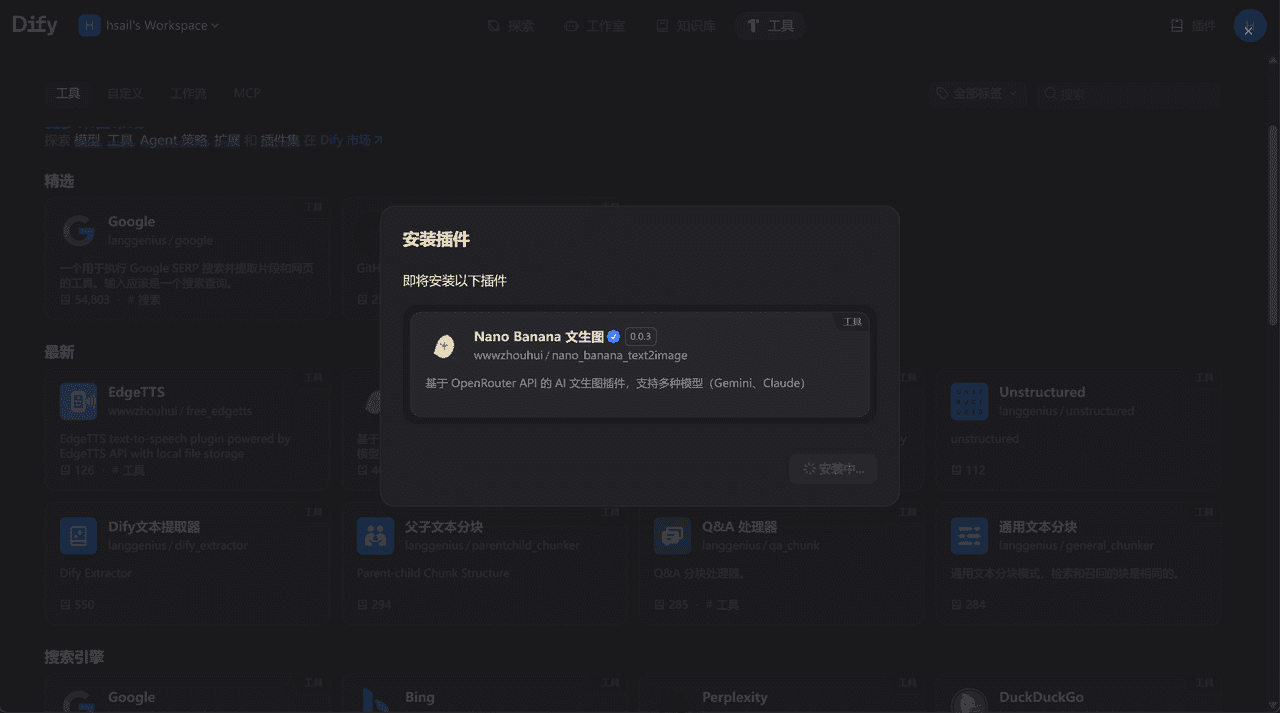 Dify
H hsail's Workspace
探索
工作室
知识库
工具
插件
工具
自定义
工作流
MCP
全部标签
搜索
探索 模型, 工具, Agent 策略, 扩展 和 插件集 在 Dify 市场
精选
工具
Google
langgenius / google
一个用于执行 Google SERP 搜索并提取片段和网页的工具。输入应该是一个搜索查询。
54,803 · # 搜索
安装插件
即将安装以下插件
工具
Nano Banana 文生图 0.0.3
wwwzhouhui / nano_banana_text2image
基于 OpenRouter API 的 AI 文生图插件，支持多种模型（Gemini、Claude）
安装中...
最新
工具
EdgeTTS
wwwzhouhui / free_edgetts
EdgeTTS text-to-speech plugin powered by
EdgeTTS API with local file storage
126 · # 工具
工具
工具
Unstructured
langgenius / unstructured
unstructured
112
工具
Dify文本提取器
langgenius / dify_extractor
Dify Extractor
550
工具
父子文本分块
langgenius / parentchild_chunker
Parent-child Chunk Structure
294
工具
Q&A 处理器
langgenius / qa_chunk
Q&A 分块处理器。
285 · # 工具
工具
通用文本分块
langgenius / general_chunker
通用文本分块模式，检索和召回的块是相同的。
284
搜索引擎
工具
Google
工具
Bing
工具
Perplexity
工具
DuckDuckGo